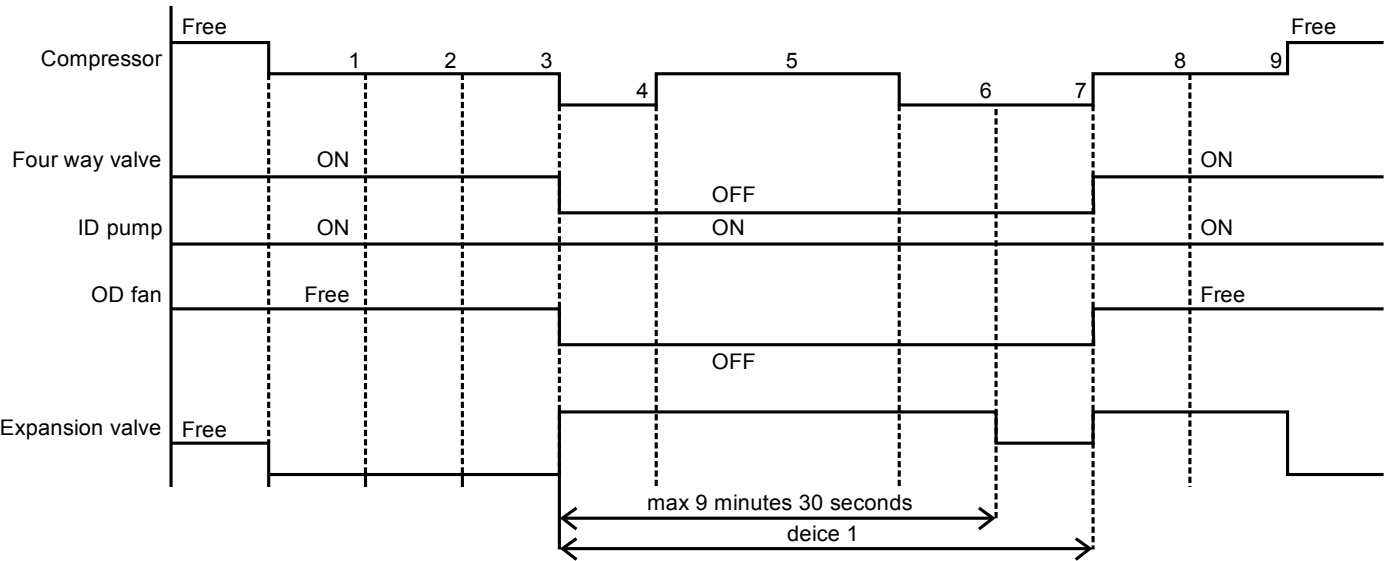 Free Free
Compressor 1 2 3 5 8 9
4 6 7
Four way valve ON ON
OFF
ID pump ON ON ON
OD fan Free Free
OFF
Expansion valve Free
max 9 minutes 30 seconds
deice 1